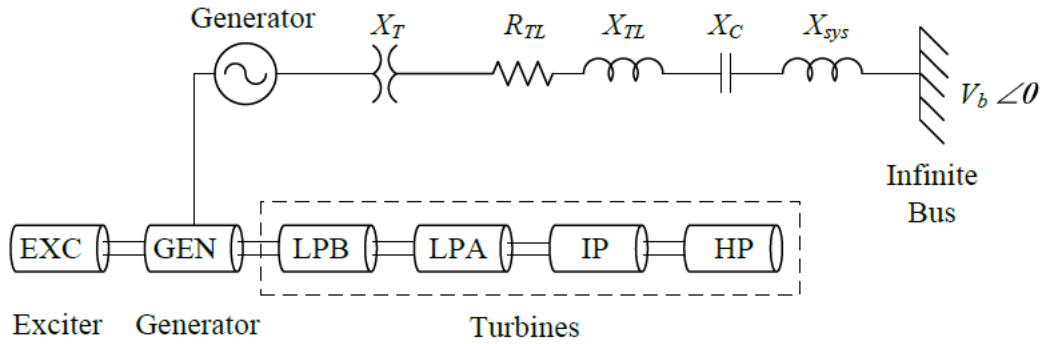 Generator
X_T
R_TL
X_TL
X_C
X_sys
V_b ∠0
Infinite
Bus
EXC
GEN
LPB
LPA
IP
HP
Exciter
Generator
Turbines